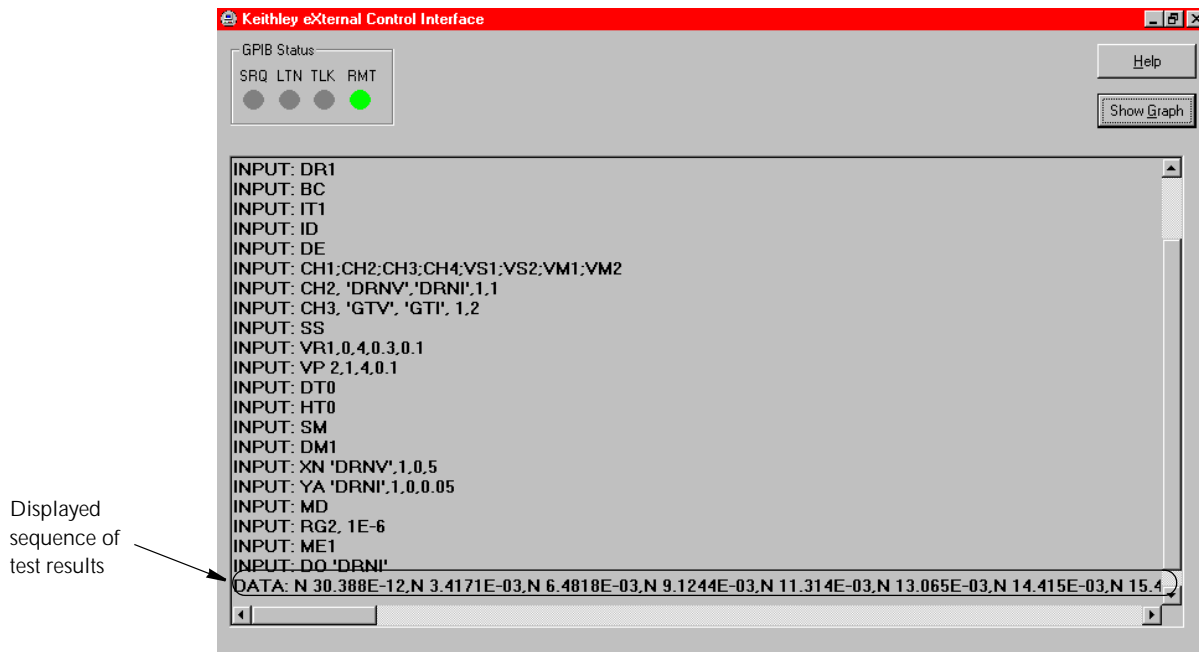 Keithley eXternal Control Interface
GPIB Status
SRQ LTN TLK RMT
Help
Show Graph
INPUT: DR1
INPUT: BC
INPUT: IT1
INPUT: ID
INPUT: DE
INPUT: CH1;CH2;CH3;CH4;VS1;VS2;VM1;VM2
INPUT: CH2, 'DRNV','DRNI',1,1
INPUT: CH3, 'GTV', 'GTI', 1,2
INPUT: SS
INPUT: VR1,0,4,0.3,0.1
INPUT: VP 2,1,4,0.1
INPUT: DT0
INPUT: HT0
INPUT: SM
INPUT: DM1
INPUT: XN 'DRNV',1,0,5
INPUT: YA 'DRNI',1,0,0.05
INPUT: MD
INPUT: RG2, 1E-6
INPUT: ME1
INPUT: DO 'DRNI'
DATA: N 30.388E-12,N 3.4171E-03,N 6.4818E-03,N 9.1244E-03,N 11.314E-03,N 13.065E-03,N 14.415E-03,N 15.4
Displayed
sequence of
test results